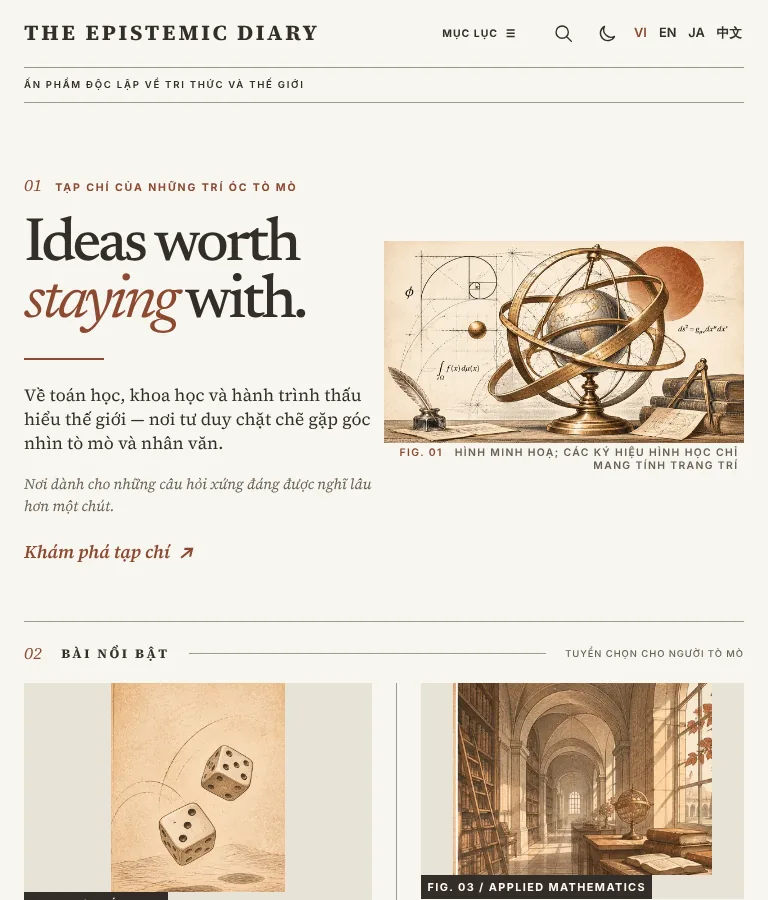 THE EPISTEMIC DIARY
MỤC LỤC ☰
VI EN JA 中文
ẤN PHẨM ĐỘC LẬP VỀ TRI THỨC VÀ THẾ GIỚI
01 TẠP CHÍ CỦA NHỮNG TRÍ ÓC TÒ MÒ
Ideas worth
staying with.
Về toán học, khoa học và hành trình thấu
hiểu thế giới — nơi tư duy chặt chẽ gặp góc
nhìn tò mò và nhân văn.
Nơi dành cho những câu hỏi xứng đáng được nghĩ lâu
hơn một chút.
Khám phá tạp chí ↗
ϕ
∫ f(x) dμ(x)
FIG. 01 HÌNH MINH HOẠ; CÁC KÝ HIỆU HÌNH HỌC CHỈ
MANG TÍNH TRANG TRÍ
02 BÀI NỔI BẬT
TUYỂN CHỌN CHO NGƯỜI TÒ MÒ
FIG. 03 / APPLIED MATHEMATICS